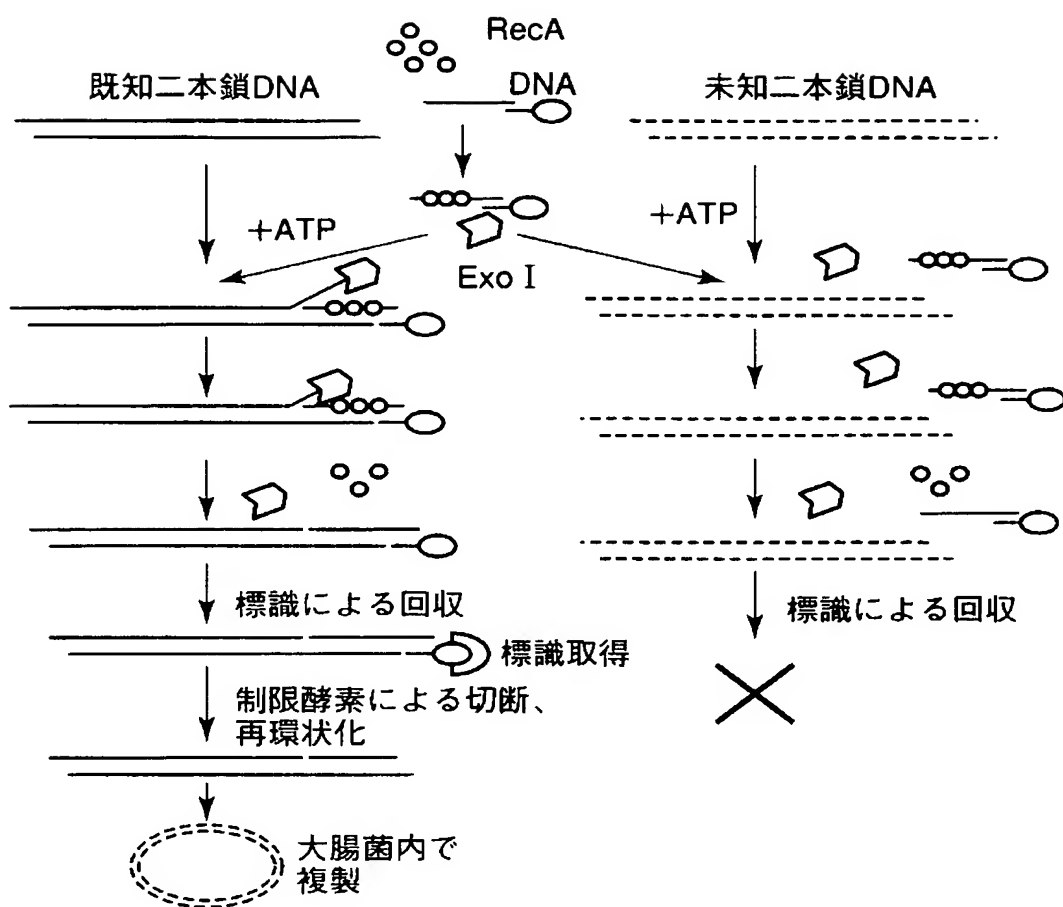 RecA
既知二本鎖DNA
DNA
未知二本鎖DNA
+ATP
+ATP
Exo I
標識による回収
標識による回収
標識取得
制限酵素による切断、
再環状化
大腸菌内で
複製